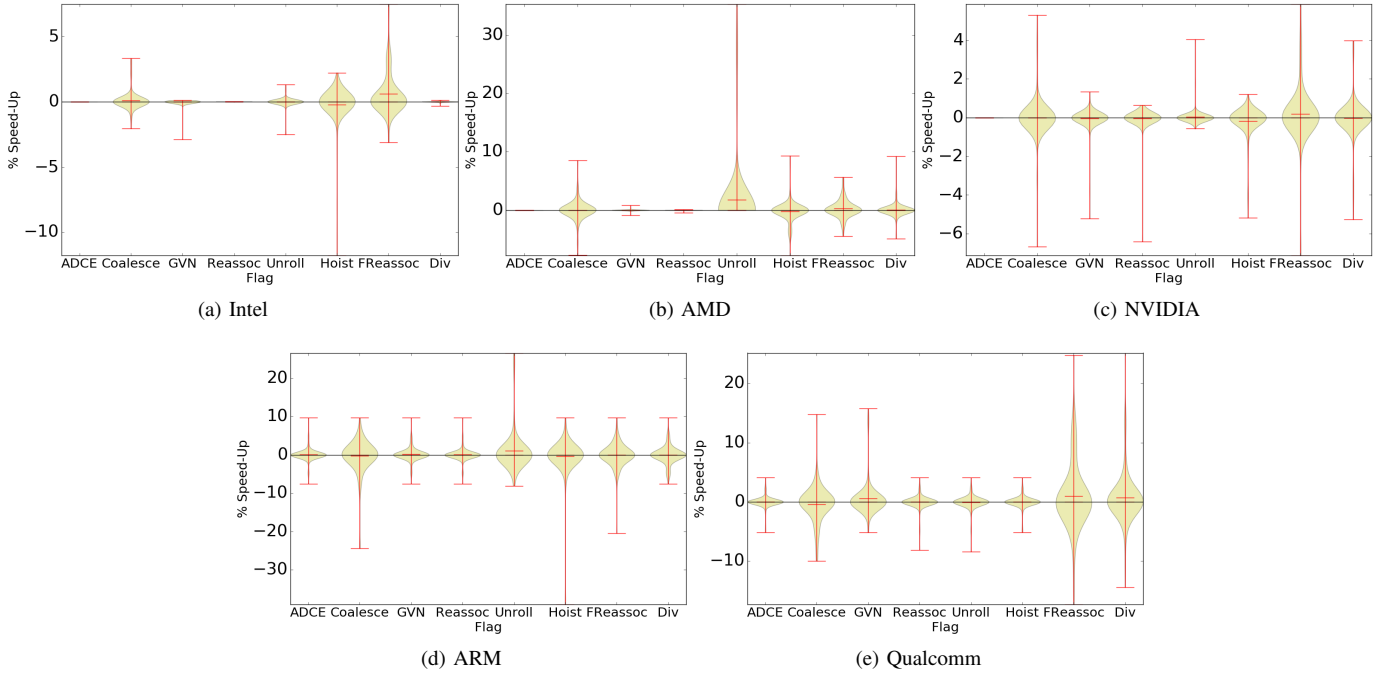 % Speed-Up
5
0
−5
−10
ADCE Coalesce GVN Reassoc Unroll Hoist FReassoc Div
Flag
(a) Intel
% Speed-Up
30
20
10
0
ADCE Coalesce GVN Reassoc Unroll Hoist FReassoc Div
Flag
(b) AMD
% Speed-Up
4
2
0
−2
−4
−6
ADCE Coalesce GVN Reassoc Unroll Hoist FReassoc Div
Flag
(c) NVIDIA
% Speed-Up
20
10
0
−10
−20
−30
ADCE Coalesce GVN Reassoc Unroll Hoist FReassoc Div
Flag
(d) ARM
% Speed-Up
20
10
0
−10
ADCE Coalesce GVN Reassoc Unroll Hoist FReassoc Div
Flag
(e) Qualcomm